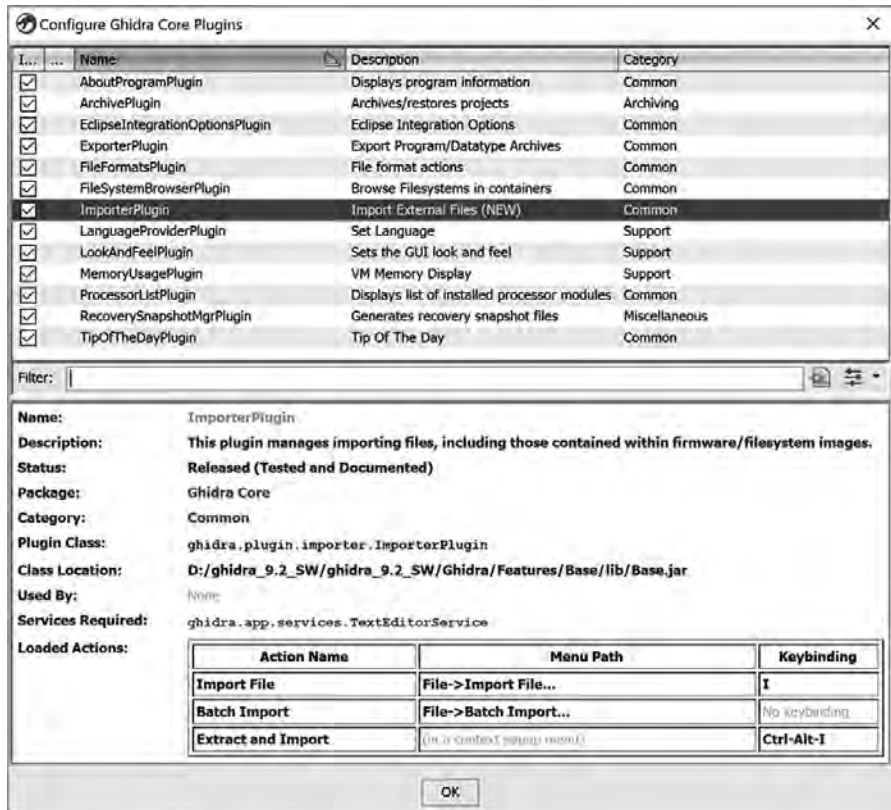 Configure Ghidra Core Plugins
I... ... Name Description Category
AboutProgramPlugin Displays program information Common
ArchivePlugin Archives/restores projects Archiving
EclipseIntegrationOptionsPlugin Eclipse Integration Options Common
ExporterPlugin Export Program/Datatype Archives Common
FileFormatsPlugin File format actions Common
FileSystemBrowserPlugin Browse Filesystems in containers Common
ImporterPlugin Import External Files (NEW) Common
LanguageProviderPlugin Set Language Support
LookAndFeelPlugin Sets the GUI look and feel Support
MemoryUsagePlugin VM Memory Display Support
ProcessorListPlugin Displays list of installed processor modules Common
RecoverySnapshotMgrPlugin Generates recovery snapshot files Miscellaneous
TipOfTheDayPlugin Tip Of The Day Common
Filter:
Name: ImporterPlugin
Description: This plugin manages importing files, including those contained within firmware/filesystem images.
Status: Released (Tested and Documented)
Package: Ghidra Core
Category: Common
Plugin Class: ghidra.plugin.importer.ImporterPlugin
Class Location: D:/ghidra_9.2_SW/ghidra_9.2_SW/Ghidra/Features/Base/lib/Base.jar
Used By: None
Services Required: ghidra.app.services.TextEditorService
Loaded Actions: Action Name Menu Path Keybinding
Import File File->Import File... I
Batch Import File->Batch Import... No keybinding
Extract and Import (in a context popup menu) Ctrl-Alt-I
OK